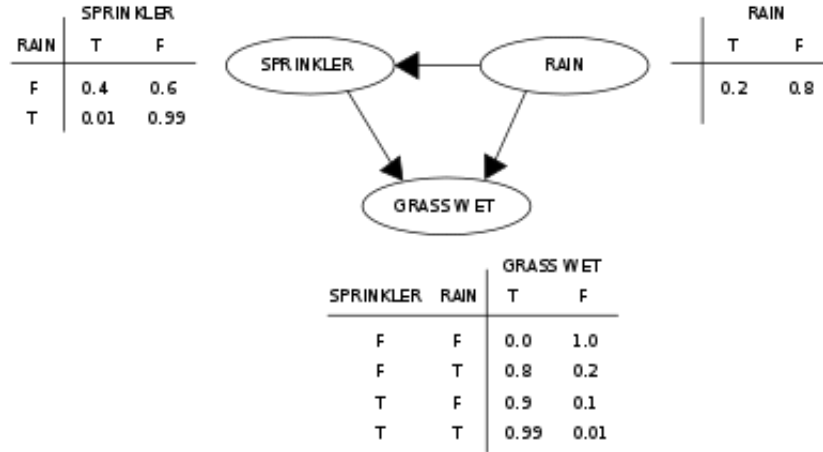 SPRINKLER
RAIN T F
F 0.4 0.6
T 0.01 0.99
SPRINKLER
RAIN
RAIN
T F
0.2 0.8
GRASS WET
GRASS WET
SPRINKLER RAIN T F
F F 0.0 1.0
F T 0.8 0.2
T F 0.9 0.1
T T 0.99 0.01